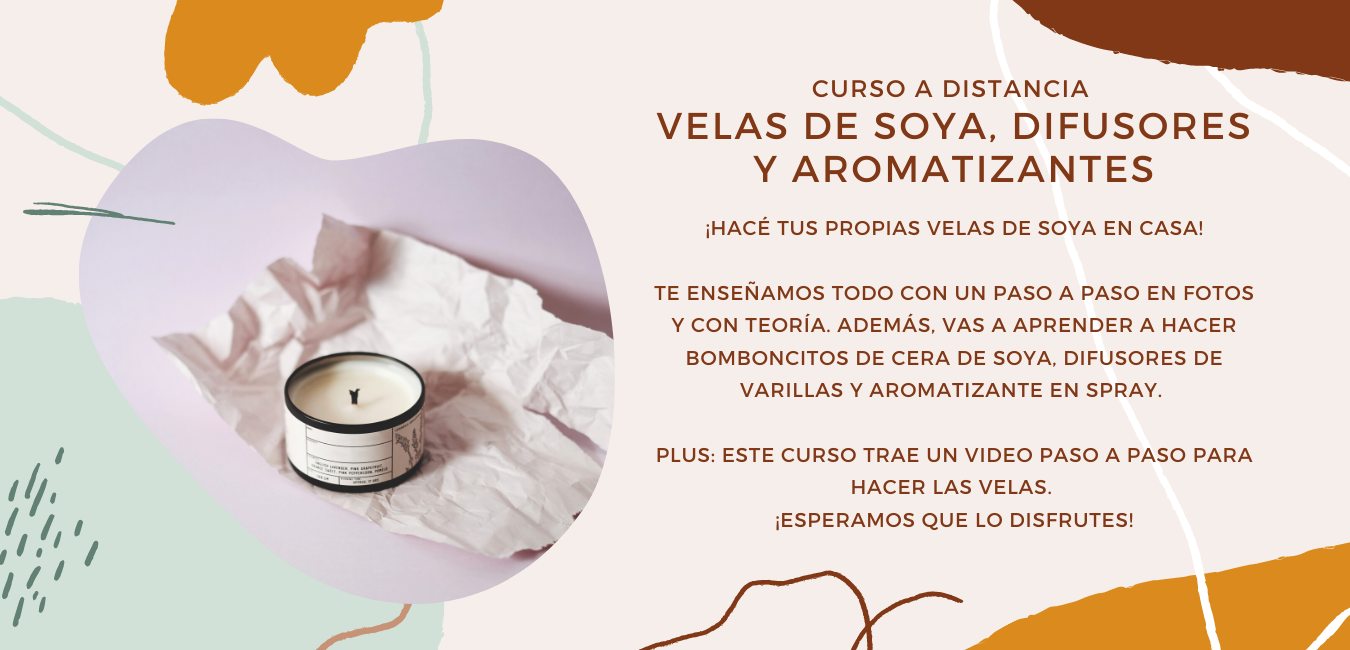 CURSO A DISTANCIA
VELAS DE SOYA, DIFUSORES
Y AROMATIZANTES
¡HACÉ TUS PROPIAS VELAS DE SOYA EN CASA!
TE ENSEÑAMOS TODO CON UN PASO A PASO EN FOTOS
Y CON TEORÍA. ADEMÁS, VAS A APRENDER A HACER
BOMBONCITOS DE CERA DE SOYA, DIFUSORES DE
VARILLAS Y AROMATIZANTE EN SPRAY.
PLUS: ESTE CURSO TRAE UN VIDEO PASO A PASO PARA
HACER LAS VELAS.
¡ESPERAMOS QUE LO DISFRUTES!